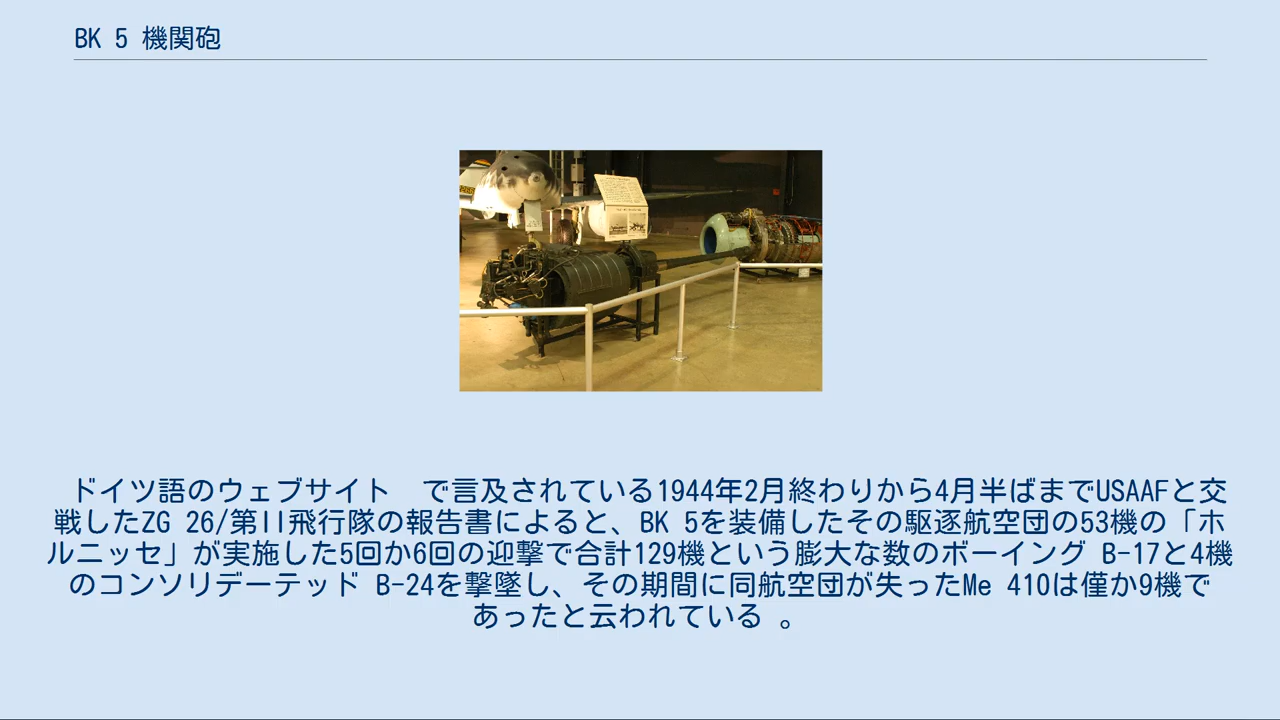 BK 5 機関砲
ドイツ語のウェブサイト　で言及されている1944年2月終わりから4月半ばまでUSAAFと交
戦したZG 26/第II飛行隊の報告書によると、BK 5を装備したその駆逐航空団の53機の「ホ
ルニッセ」が実施した5回か6回の迎撃で合計129機という膨大な数のボーイング B-17と4機
のコンソリデーテッド B-24を撃墜し、その期間に同航空団が失ったMe 410は僅か9機で
あったと云われている 。